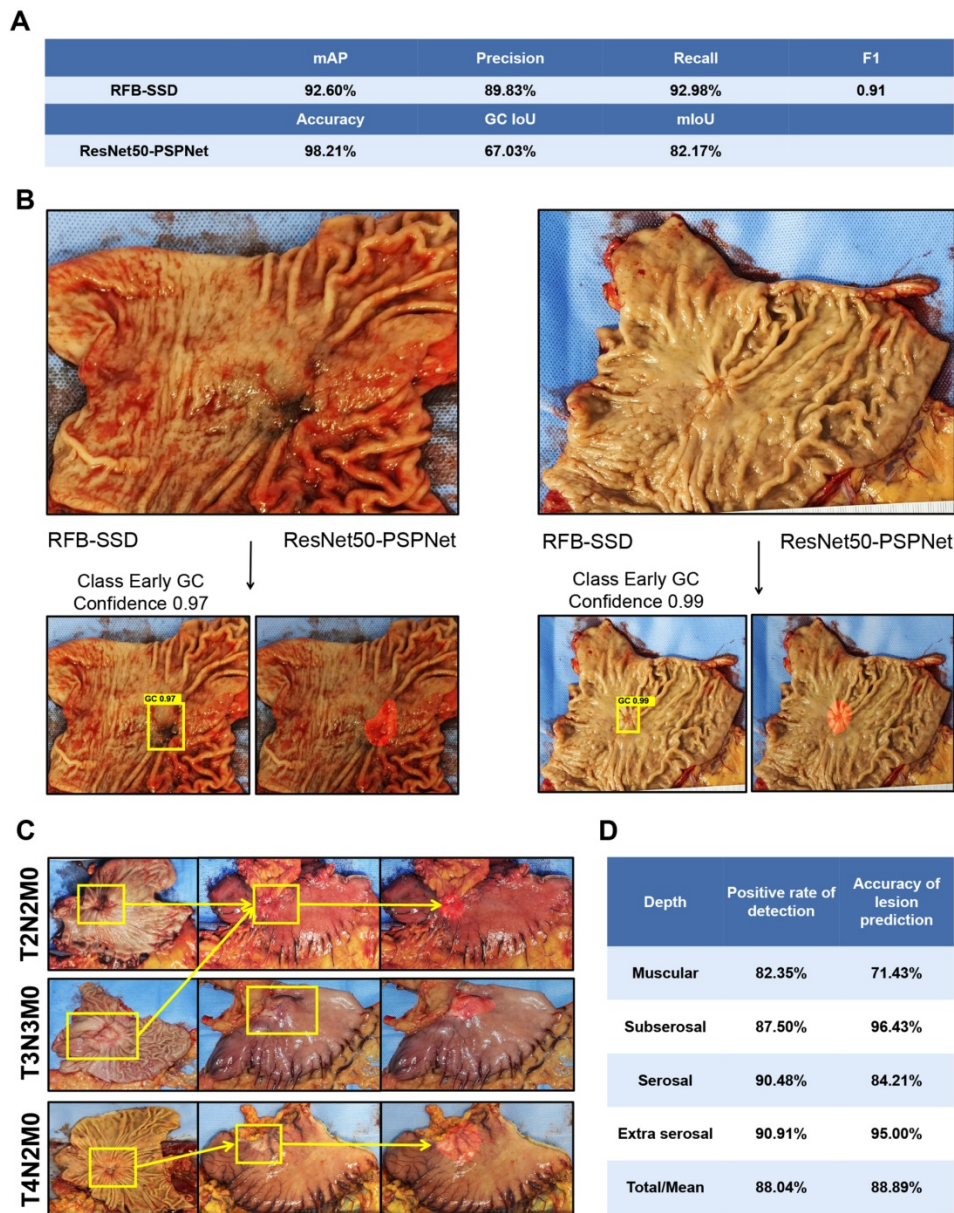 A
mAP Precision Recall F1
RFB-SSD 92.60% 89.83% 92.98% 0.91
Accuracy GC IoU mIoU
ResNet50-PSPNet 98.21% 67.03% 82.17%
B
RFB-SSD ResNet50-PSPNet
Class Early GC
Confidence 0.97
GC 0.97
RFB-SSD ResNet50-PSPNet
Class Early GC
Confidence 0.99
GC 0.99
C
T2N2M0
T3N3M0
T4N2M0
D
Depth Positive rate of detection Accuracy of lesion prediction
Muscular 82.35% 71.43%
Subserosal 87.50% 96.43%
Serosal 90.48% 84.21%
Extra serosal 90.91% 95.00%
Total/Mean 88.04% 88.89%